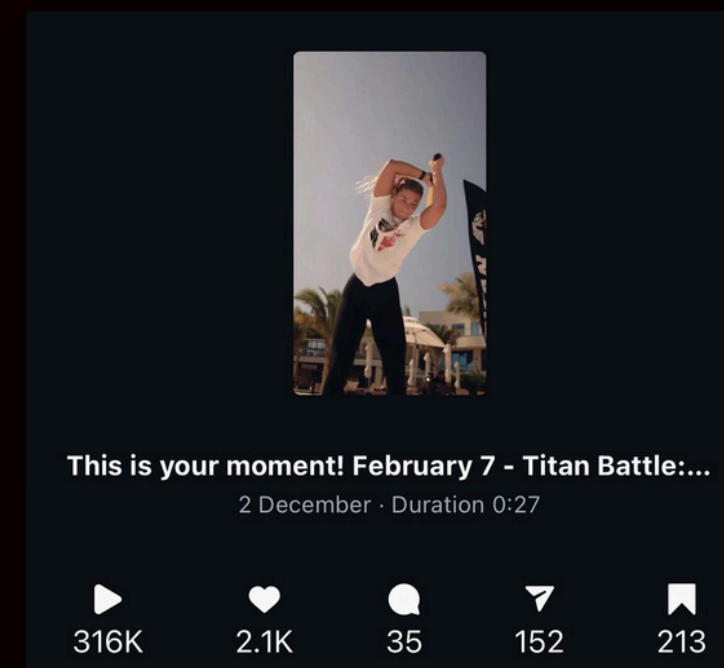 This is your moment! February 7 - Titan Battle:...
2 December · Duration 0:27
316K 2.1K 35 152 213